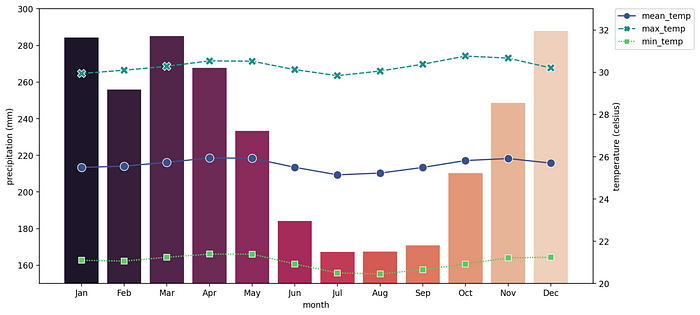 300
280
260
240
220
200
180
160
precipitation (mm)
32
30
28
26
24
22
20
temperature (celsius)
mean_temp
max_temp
min_temp
Jan Feb Mar Apr May Jun Jul Aug Sep Oct Nov Dec
month